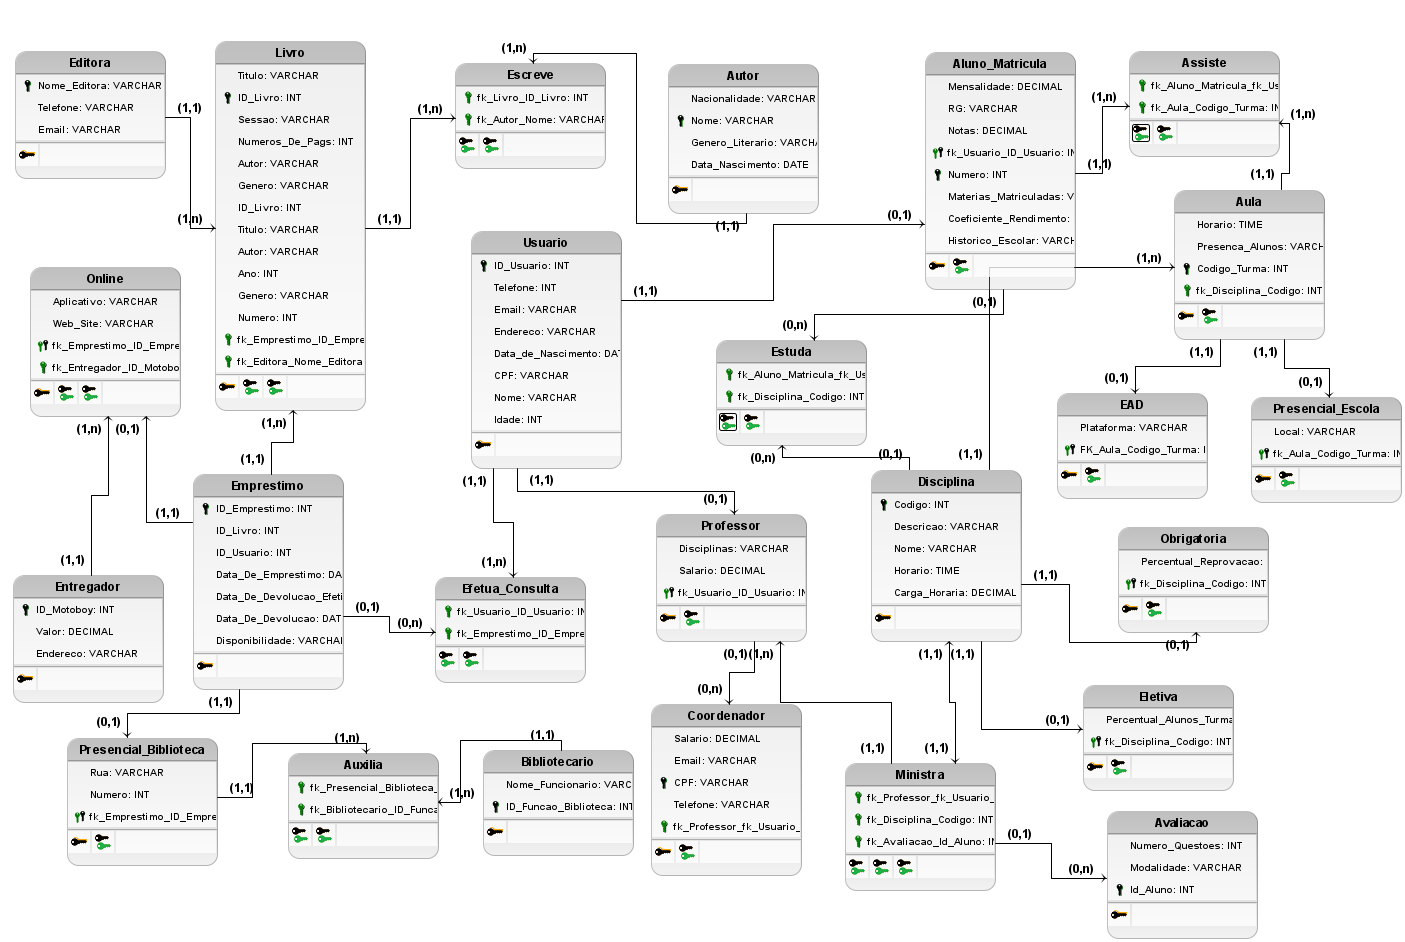 Editora
Nome_Editora: VARCHAR
Telefone: VARCHAR
Email: VARCHAR
(1,1)
(1,n)
Livro
Titulo: VARCHAR
ID_Livro: INT
Sessao: VARCHAR
Numeros_De_Pags: INT
Autor: VARCHAR
Genero: VARCHAR
ID_Livro: INT
Titulo: VARCHAR
Autor: VARCHAR
Ano: INT
Genero: VARCHAR
Numero: INT
fk_Emprestimo_ID_Empre
fk_Editora_Nome_Editora
(1,1)
(1,n)
Escreve
fk_Livro_ID_Livro: INT
fk_Autor_Nome: VARCHAR
(1,n)
Autor
Nacionalidade: VARCHAR
Nome: VARCHAR
Genero_Literario: VARCHA
Data_Nascimento: DATE
(1,1)
Aluno_Matricula
Mensalidade: DECIMAL
RG: VARCHAR
Notas: DECIMAL
fk_Usuario_ID_Usuario: IN
Numero: INT
Materias_Matriculadas: V
Coeficiente_Rendimento:
Historico_Escolar: VARCH
(0,1)
(0,1)
(1,1)
(1,n)
Assiste
fk_Aluno_Matricula_fk_Us
fk_Aula_Codigo_Turma: IN
(1,n)
(1,1)
Aula
Horario: TIME
Presenca_Alunos: VARCH
Codigo_Turma: INT
fk_Disciplina_Codigo: INT
(1,n)
(1,1)
(1,1)
Online
Aplicativo: VARCHAR
Web_Site: VARCHAR
fk_Emprestimo_ID_Empre
fk_Entregador_ID_Motobo
(1,n)
(0,1)
Usuario
ID_Usuario: INT
Telefone: INT
Email: VARCHAR
Endereco: VARCHAR
Data_de_Nascimento: DAT
CPF: VARCHAR
Nome: VARCHAR
Idade: INT
(1,1)
(1,1)
(1,1)
Estuda
fk_Aluno_Matricula_fk_Us
fk_Disciplina_Codigo: INT
(0,n)
(0,n)
EAD
Plataforma: VARCHAR
FK_Aula_Codigo_Turma: I
(0,1)
Presencial_Escola
Local: VARCHAR
fk_Aula_Codigo_Turma: IN
(0,1)
Emprestimo
ID_Emprestimo: INT
ID_Livro: INT
ID_Usuario: INT
Data_De_Emprestimo: DA
Data_De_Devolucao_Efeti
Data_De_Devolucao: DAT
Disponibilidade: VARCHAI
(1,n)
(1,1)
(1,1)
(0,1)
(1,1)
Entregador
ID_Motoboy: INT
Valor: DECIMAL
Endereco: VARCHAR
(1,1)
Efetua_Consulta
fk_Usuario_ID_Usuario: IN
fk_Emprestimo_ID_Empre
(1,n)
(0,n)
Professor
Disciplinas: VARCHAR
Salario: DECIMAL
fk_Usuario_ID_Usuario: IN
(0,1)
(0,1)
(1,n)
Disciplina
Codigo: INT
Descricao: VARCHAR
Nome: VARCHAR
Horario: TIME
Carga_Horaria: DECIMAL
(0,1)
(1,1)
(1,1)
(1,1)
(1,1)
Obrigatoria
Percentual_Reprovacao:
fk_Disciplina_Codigo: INT
(0,1)
Eletiva
Percentual_Alunos_Turma
fk_Disciplina_Codigo: INT
(0,1)
Presencial_Biblioteca
Rua: VARCHAR
Numero: INT
fk_Emprestimo_ID_Empre
(0,1)
(1,1)
Auxilia
fk_Presencial_Biblioteca_
fk_Bibliotecario_ID_Funca
(1,n)
(1,n)
Bibliotecario
Nome_Funcionario: VARC
ID_Funcao_Biblioteca: INT
(1,1)
Coordenador
Salario: DECIMAL
Email: VARCHAR
CPF: VARCHAR
Telefone: VARCHAR
fk_Professor_fk_Usuario_
(0,n)
Ministra
fk_Professor_fk_Usuario_
fk_Disciplina_Codigo: INT
fk_Avaliacao_Id_Aluno: IN
(1,1)
(1,1)
(0,1)
Avaliacao
Numero_Questoes: INT
Modalidade: VARCHAR
Id_Aluno: INT
(0,n)